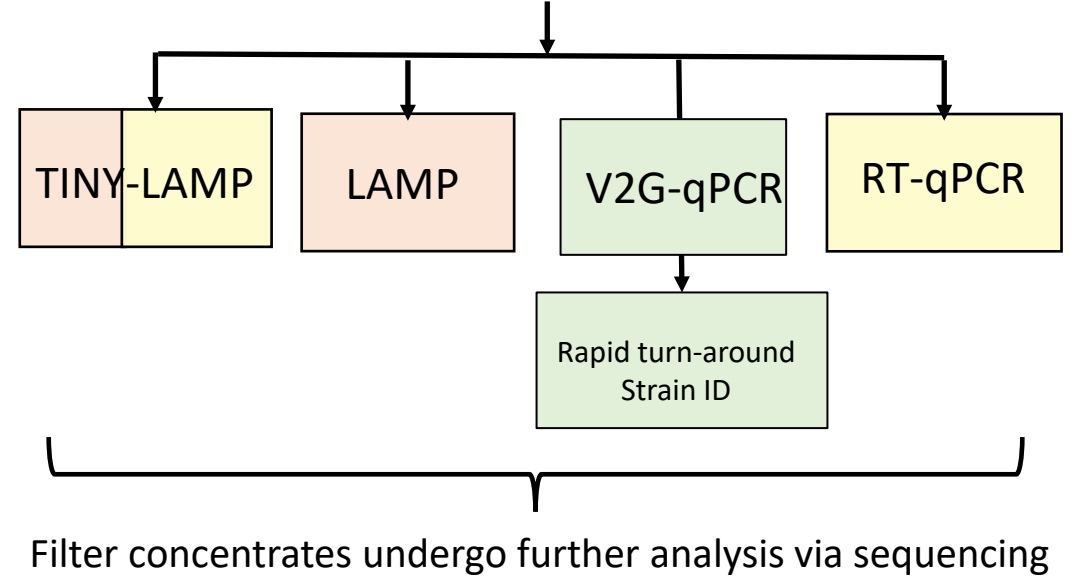 TINY-LAMP
LAMP
V2G-qPCR
RT-qPCR
Rapid turn-around
Strain ID
Filter concentrates undergo further analysis via sequencing